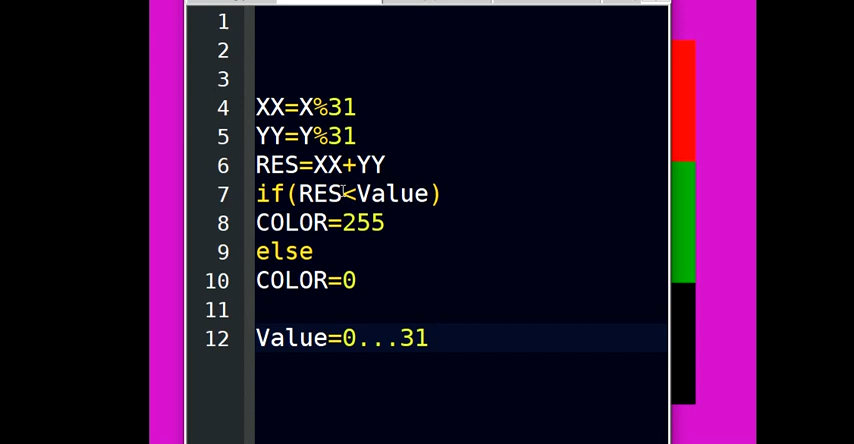 1
2
3
4 XX=X%31
5 YY=Y%31
6 RES=XX+YY
7 if(RES<Value)
8 COLOR=255
9 else
10 COLOR=0
11
12 Value=0...31